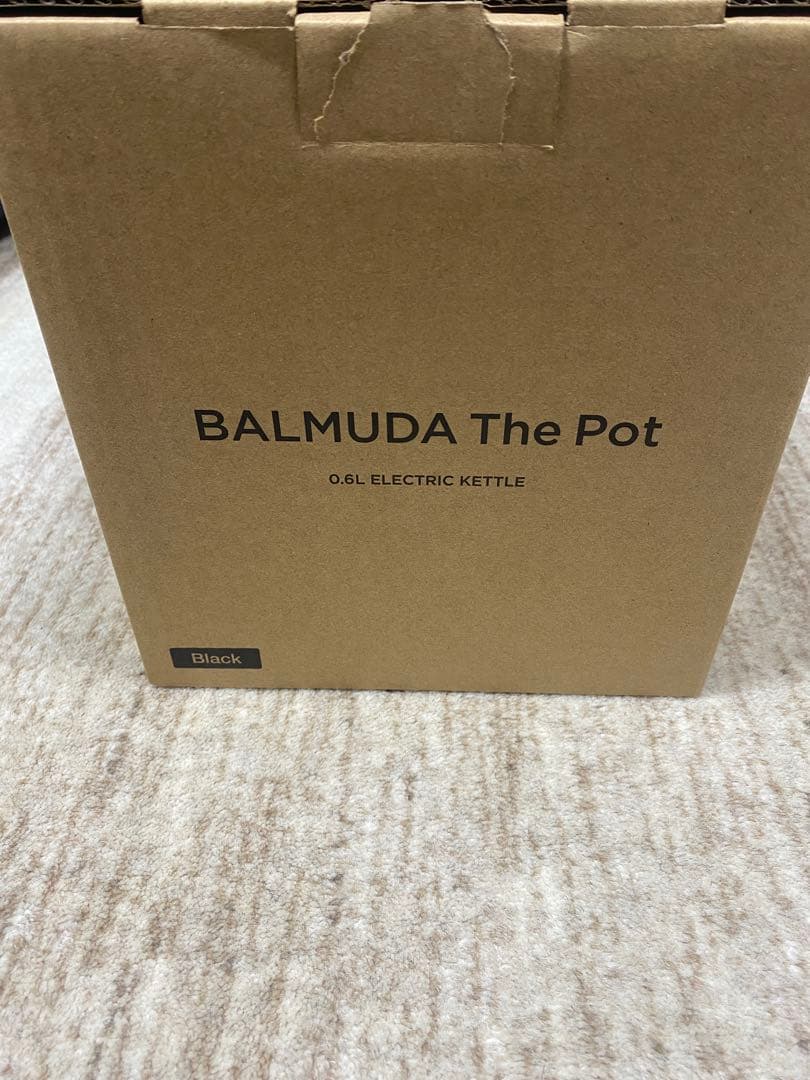 BALMUDA The Pot
0.6L ELECTRIC KETTLE
Black